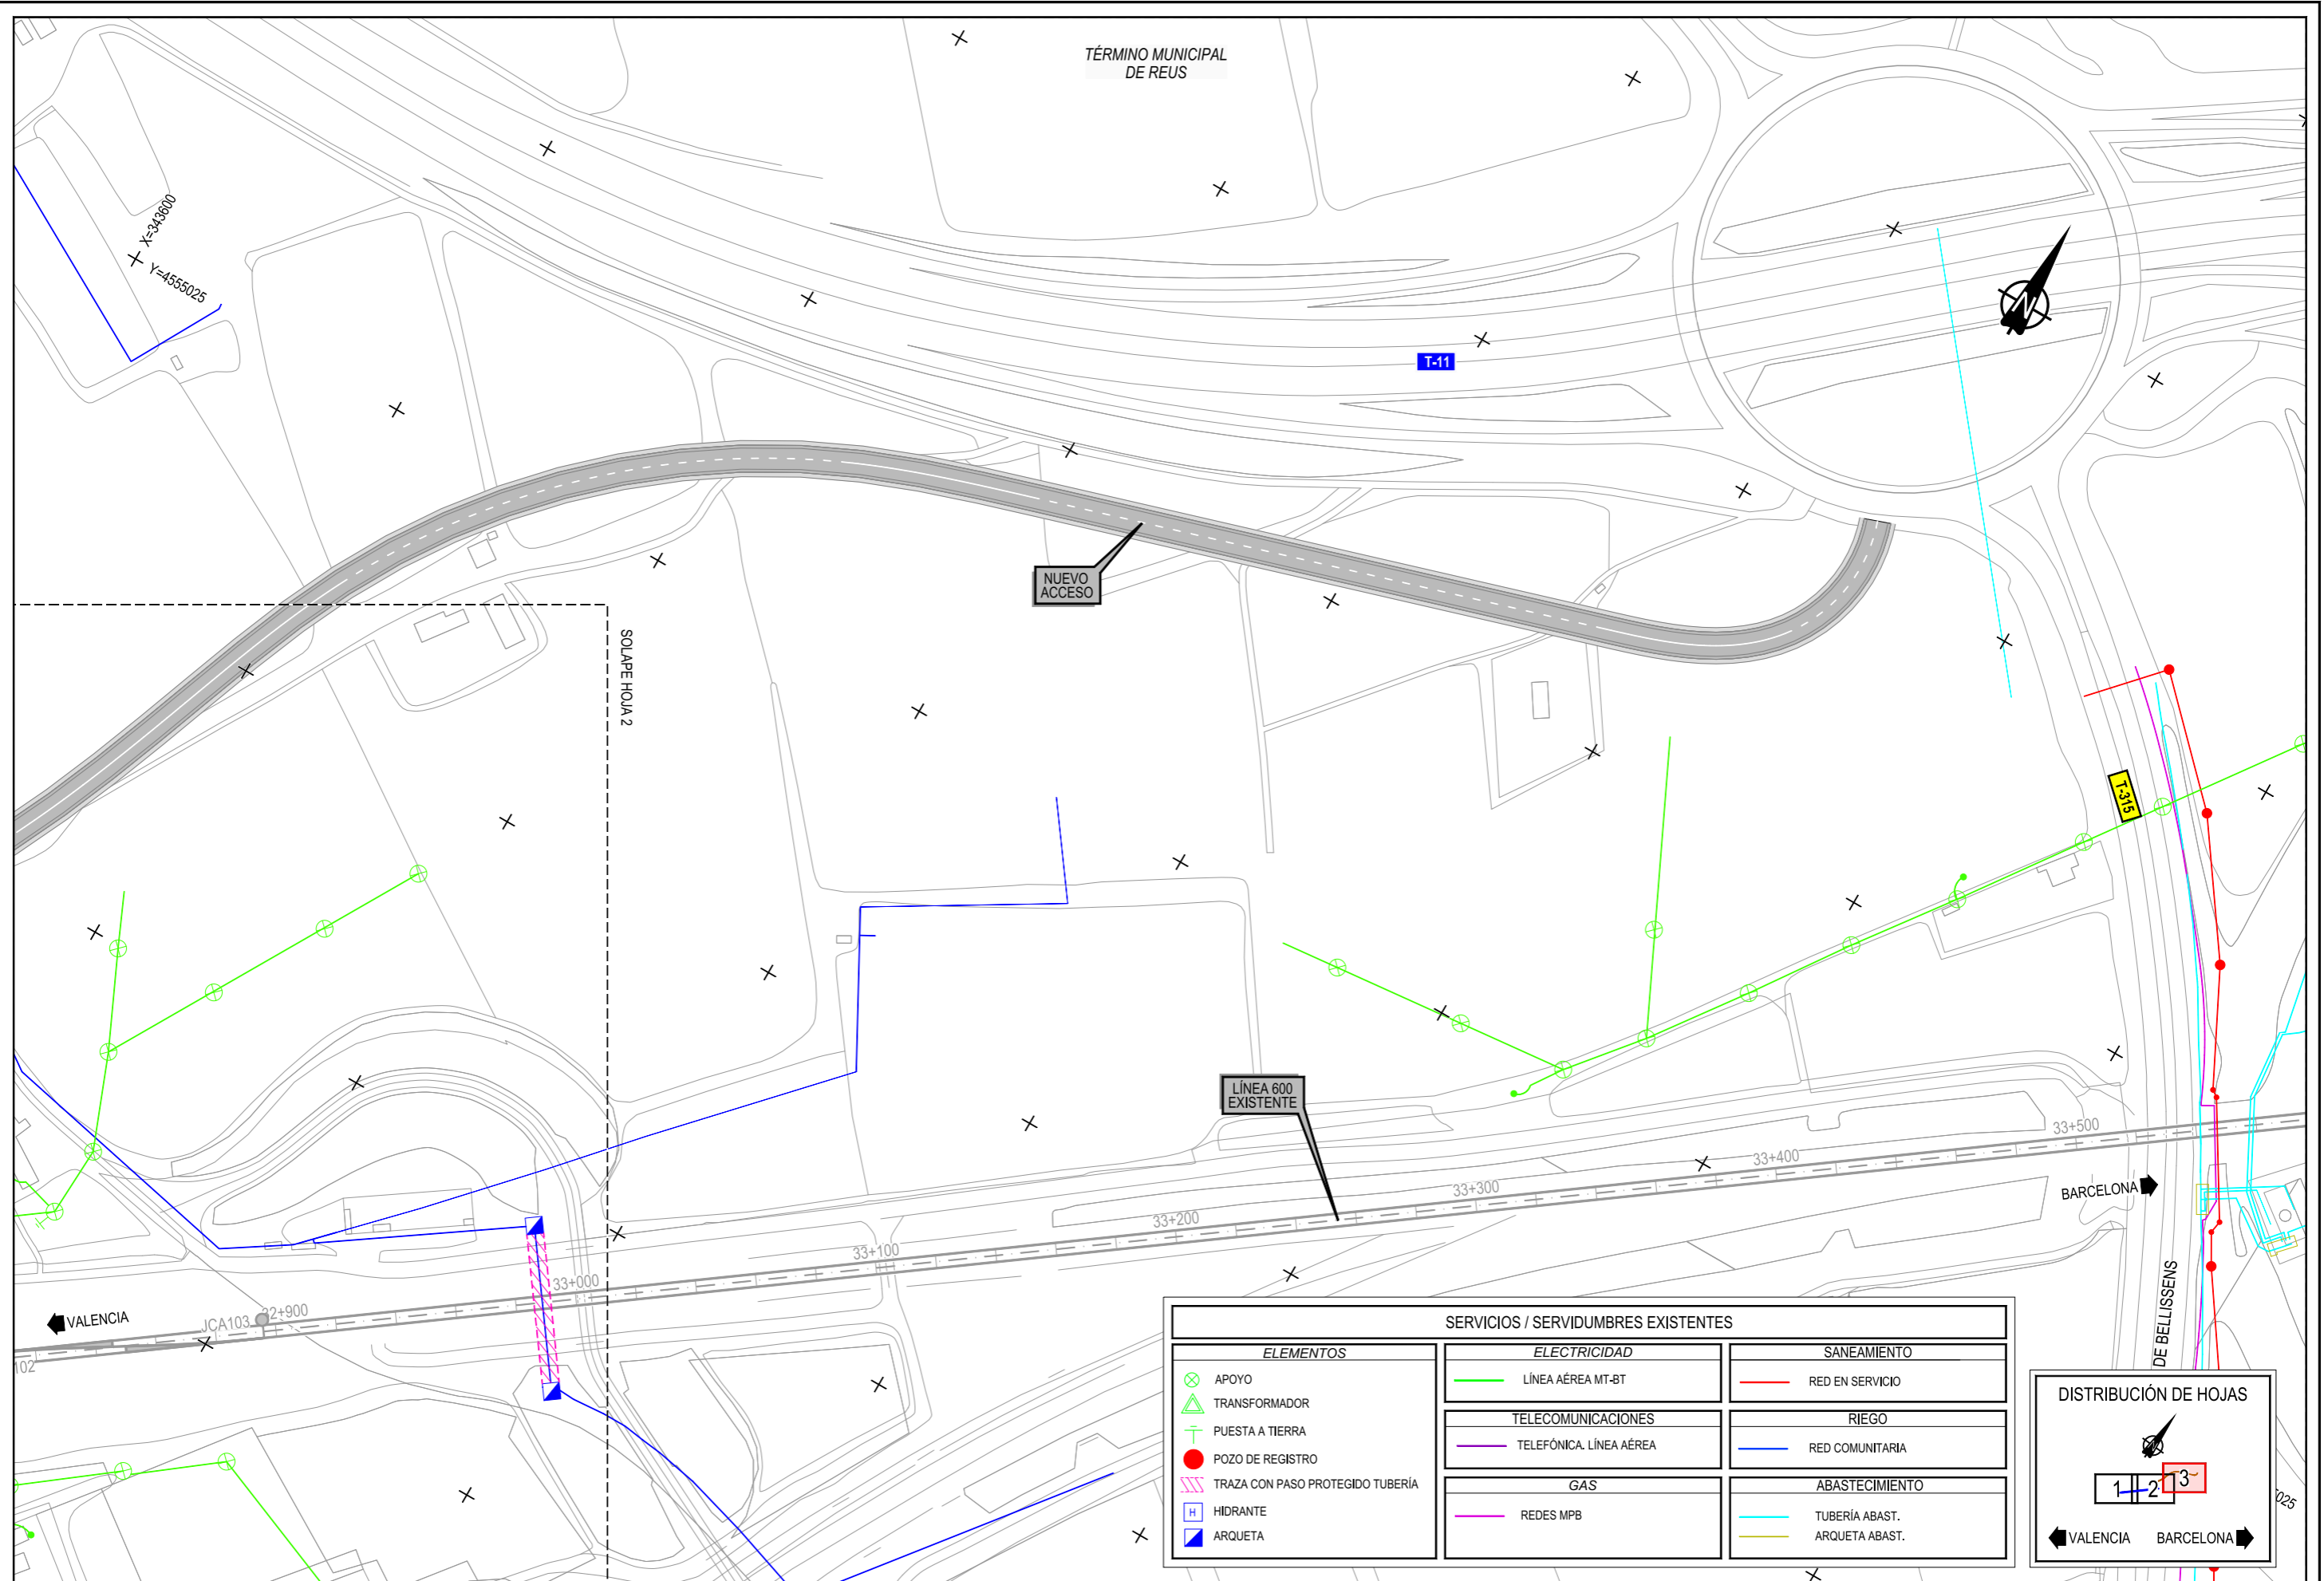 TÉRMINO MUNICIPAL
DE REUS
X=343600
Y=4555025
T-11
NUEVO
ACCESO
SOLAPE HOJA 2
T-315
LÍNEA 600
EXISTENTE
33+500
33+400
33+300
33+200
33+100
33+000
32+900
JCA103
102
BARCELONA
VALENCIA
DE BELLISSENS
N
SERVICIOS / SERVIDUMBRES EXISTENTES
ELEMENTOS
APOYO
TRANSFORMADOR
PUESTA A TIERRA
POZO DE REGISTRO
TRAZA CON PASO PROTEGIDO TUBERÍA
H HIDRANTE
ARQUETA
ELECTRICIDAD
LÍNEA AÉREA MT-BT
TELECOMUNICACIONES
TELEFÓNICA. LÍNEA AÉREA
GAS
REDES MPB
SANEAMIENTO
RED EN SERVICIO
RIEGO
RED COMUNITARIA
ABASTECIMIENTO
TUBERÍA ABAST.
ARQUETA ABAST.
DISTRIBUCIÓN DE HOJAS
1 2 3
VALENCIA BARCELONA